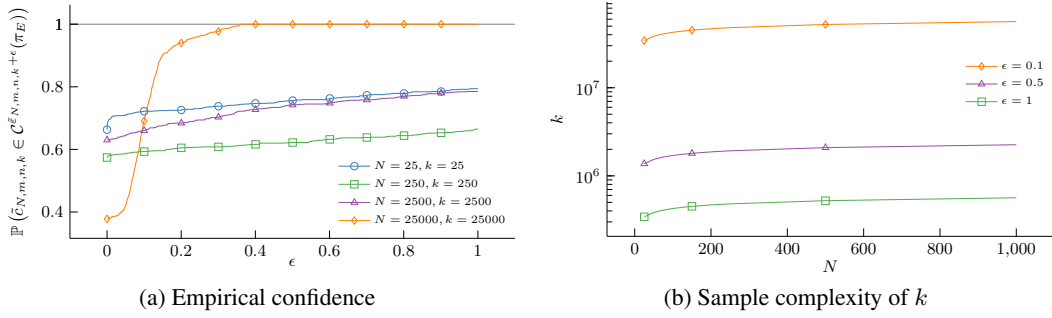 1
0.8
0.6
0.4
0
0.2
0.4
0.6
0.8
1
ϵ
ℙ (c̃_{N,m,n,k} ∈ 𝒞^{ε̃_{N,m,n,k}+ϵ}(π_E))
N = 25, k = 25
N = 250, k = 250
N = 2500, k = 2500
N = 25000, k = 25000
(a) Empirical confidence
10^7
10^6
k
0
200
400
600
800
1,000
N
ϵ = 0.1
ϵ = 0.5
ϵ = 1
(b) Sample complexity of k